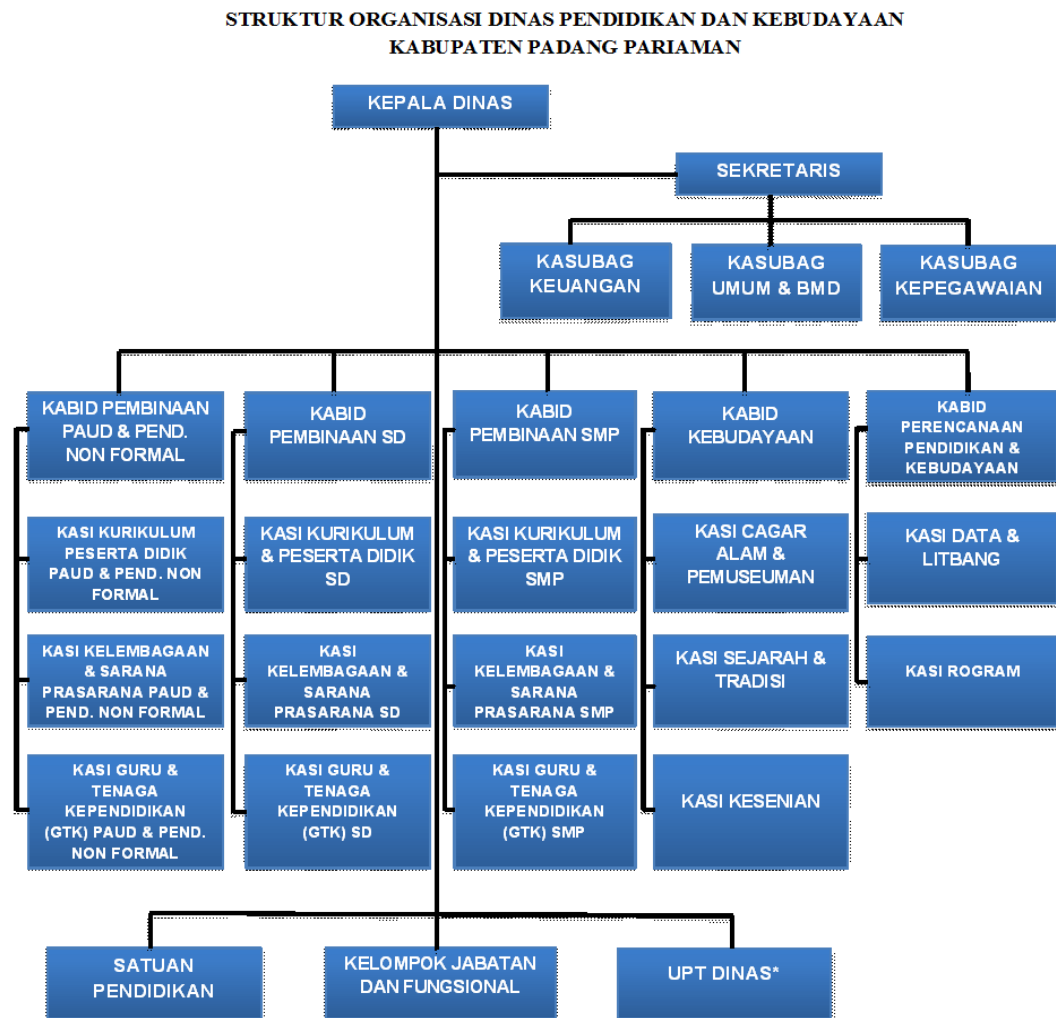 STRUKTUR ORGANISASI DINAS PENDIDIKAN DAN KEBUDAYAAN
KABUPATEN PADANG PARIAMAN
KEPALA DINAS
SEKRETARIS
KASUBAG
KEUANGAN
KASUBAG
UMUM & BMD
KASUBAG
KEPEGAWAIAN
KABID PEMBINAAN
PAUD & PEND.
NON FORMAL
KABID
PEMBINAAN SD
KABID
PEMBINAAN SMP
KABID
KEBUDAYAAN
KABID
PERENCANAAN
PENDIDIKAN &
KEBUDAYAAN
KASI KURIKULUM
PESERTA DIDIK
PAUD & PEND. NON
FORMAL
KASI KURIKULUM
& PESERTA DIDIK
SD
KASI KURIKULUM
& PESERTA DIDIK
SMP
KASI CAGAR
ALAM &
PEMUSEUMAN
KASI DATA &
LITBANG
KASI KELEMBAGAAN
& SARANA
PRASARANA PAUD &
PEND. NON FORMAL
KASI
KELEMBAGAAN &
SARANA
PRASARANA SD
KASI
KELEMBAGAAN &
SARANA
PRASARANA SMP
KASI SEJARAH &
TRADISI
KASI ROGRAM
KASI GURU &
TENAGA
KEPENDIDIKAN
(GTK) PAUD & PEND.
NON FORMAL
KASI GURU &
TENAGA
KEPENDIDIKAN
(GTK) SD
KASI GURU &
TENAGA
KEPENDIDIKAN
(GTK) SMP
KASI KESENIAN
SATUAN
PENDIDIKAN
KELOMPOK JABATAN
DAN FUNGSIONAL
UPT DINAS*